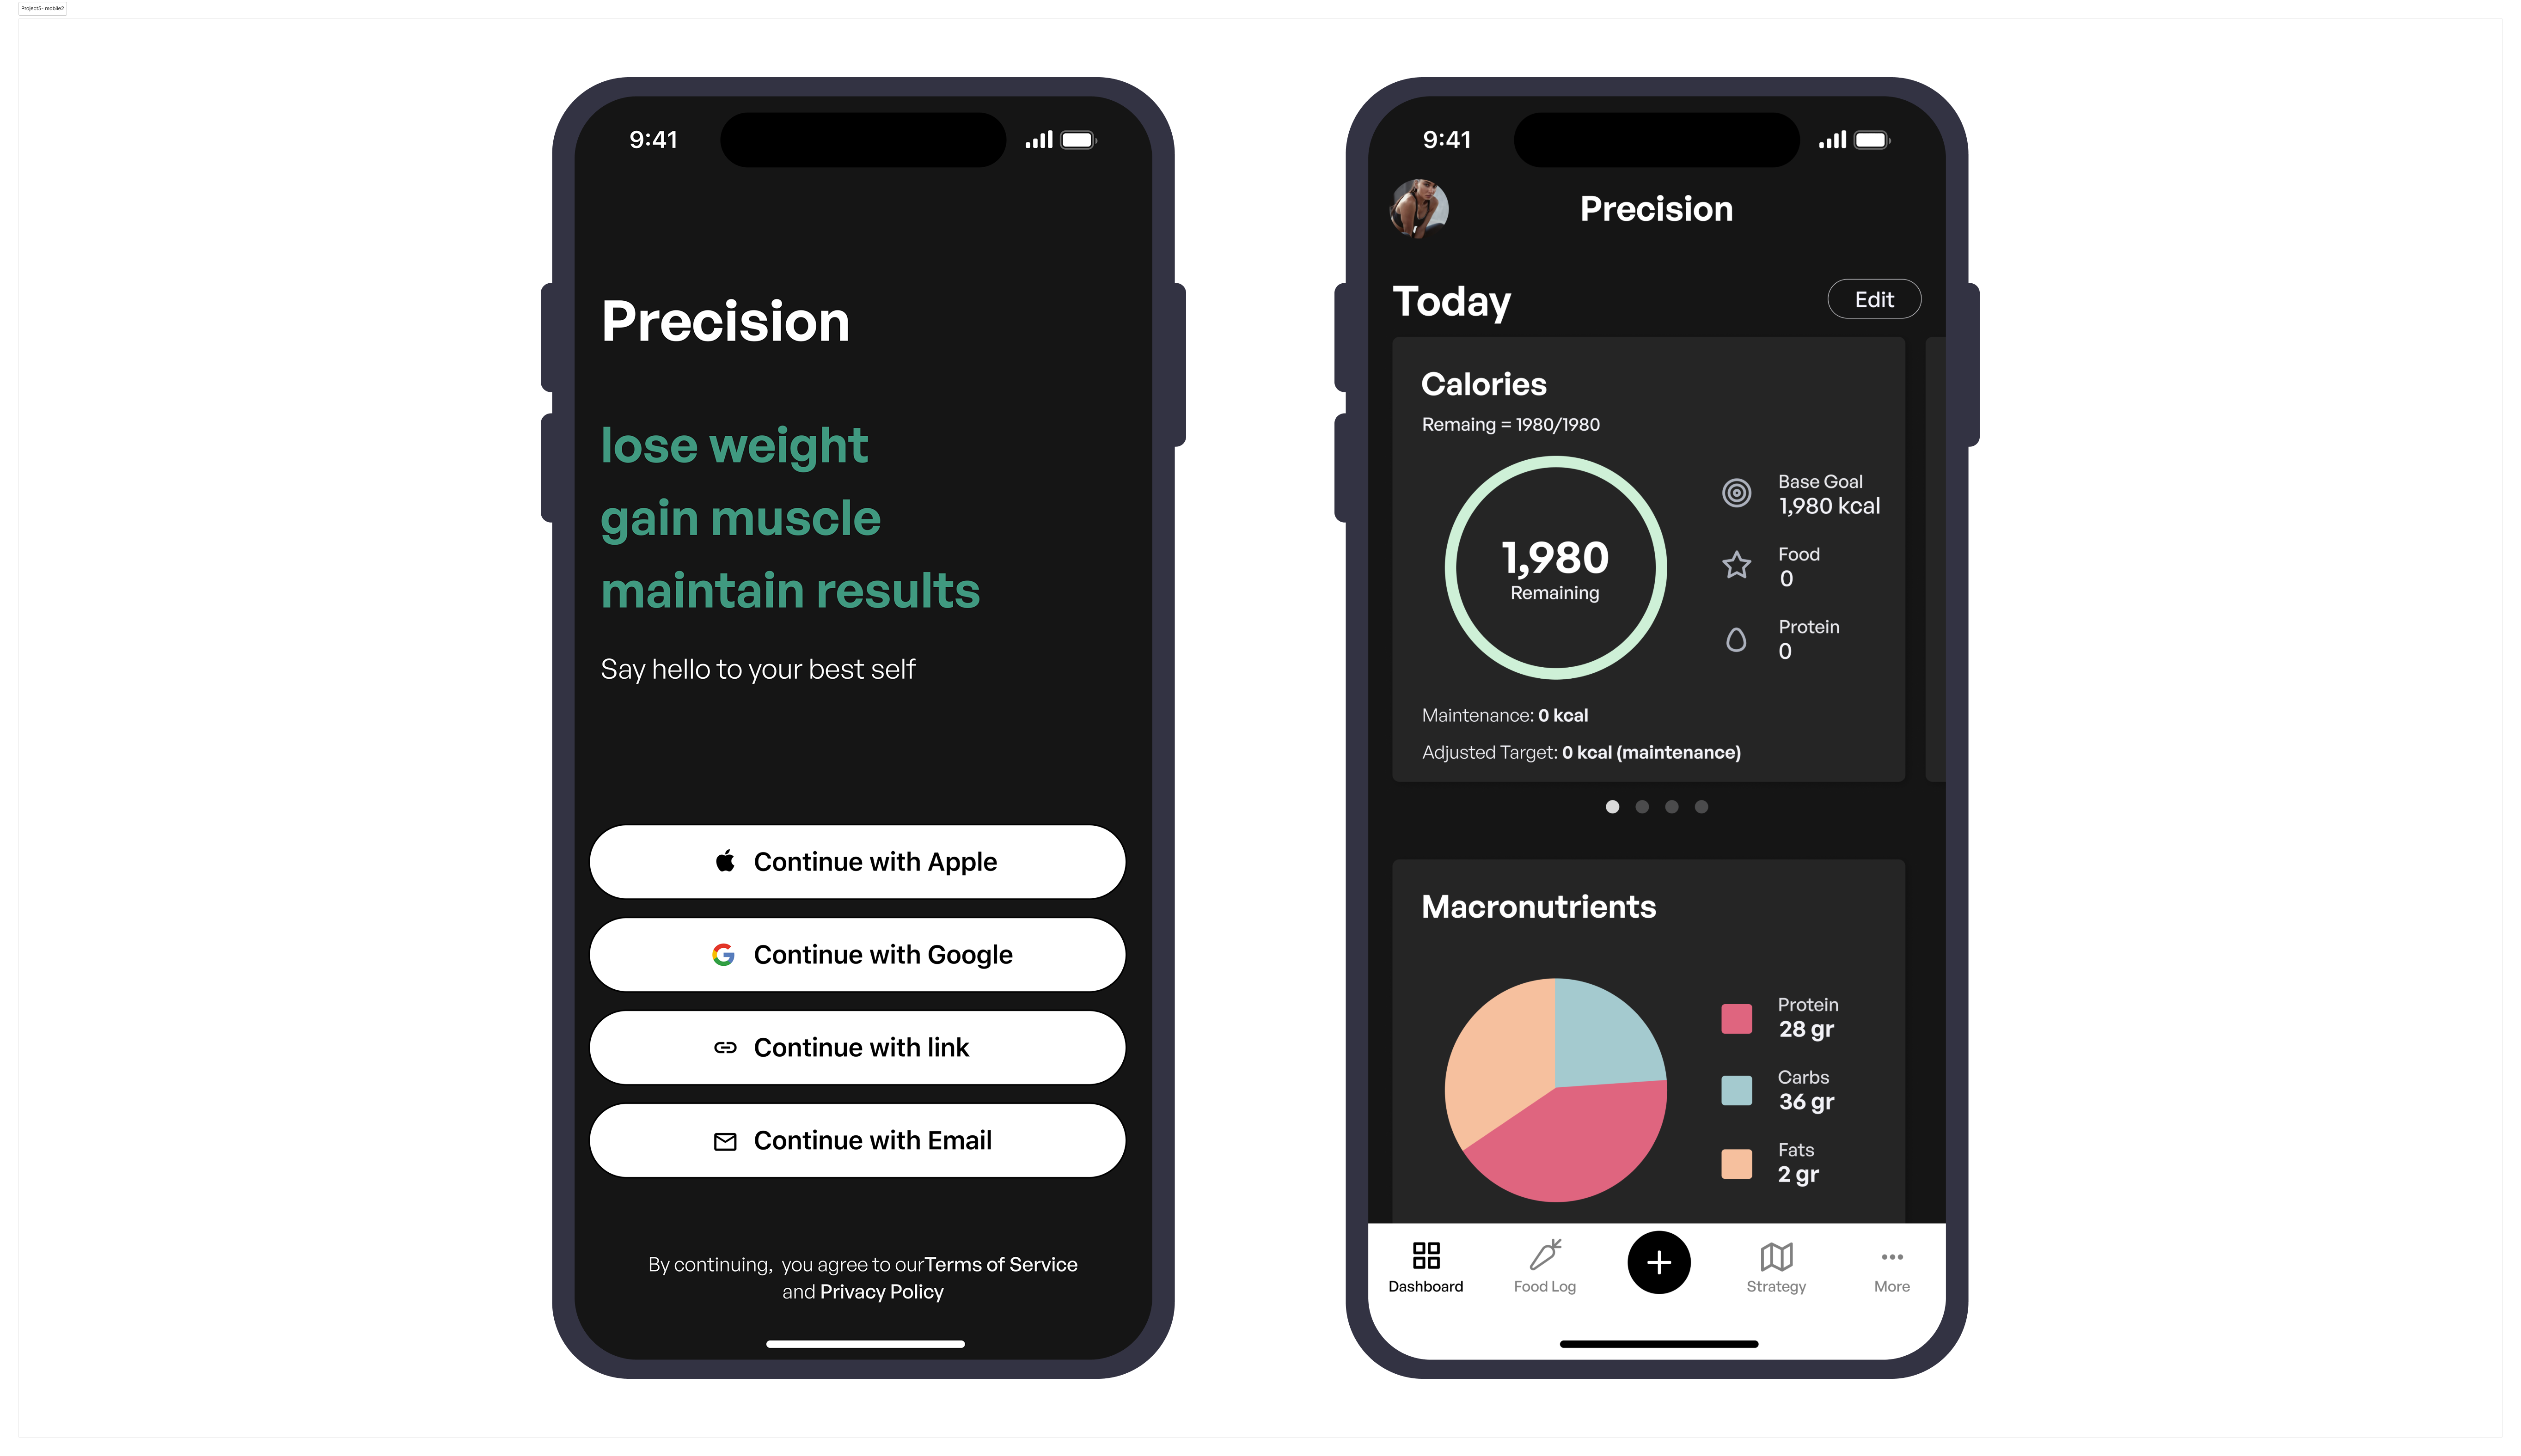 Project5- mobile2
9:41
Precision
lose weight
gain muscle
maintain results
Say hello to your best self
Continue with Apple
Continue with Google
Continue with link
Continue with Email
By continuing,  you agree to ourTerms of Service
and Privacy Policy
9:41
Precision
Today
Edit
Calories
Remaing = 1980/1980
1,980
Remaining
Base Goal
1,980 kcal
Food
0
Protein
0
Maintenance: 0 kcal
Adjusted Target: 0 kcal (maintenance)
Macronutrients
Protein
28 gr
Carbs
36 gr
Fats
2 gr
Dashboard
Food Log
Strategy
More